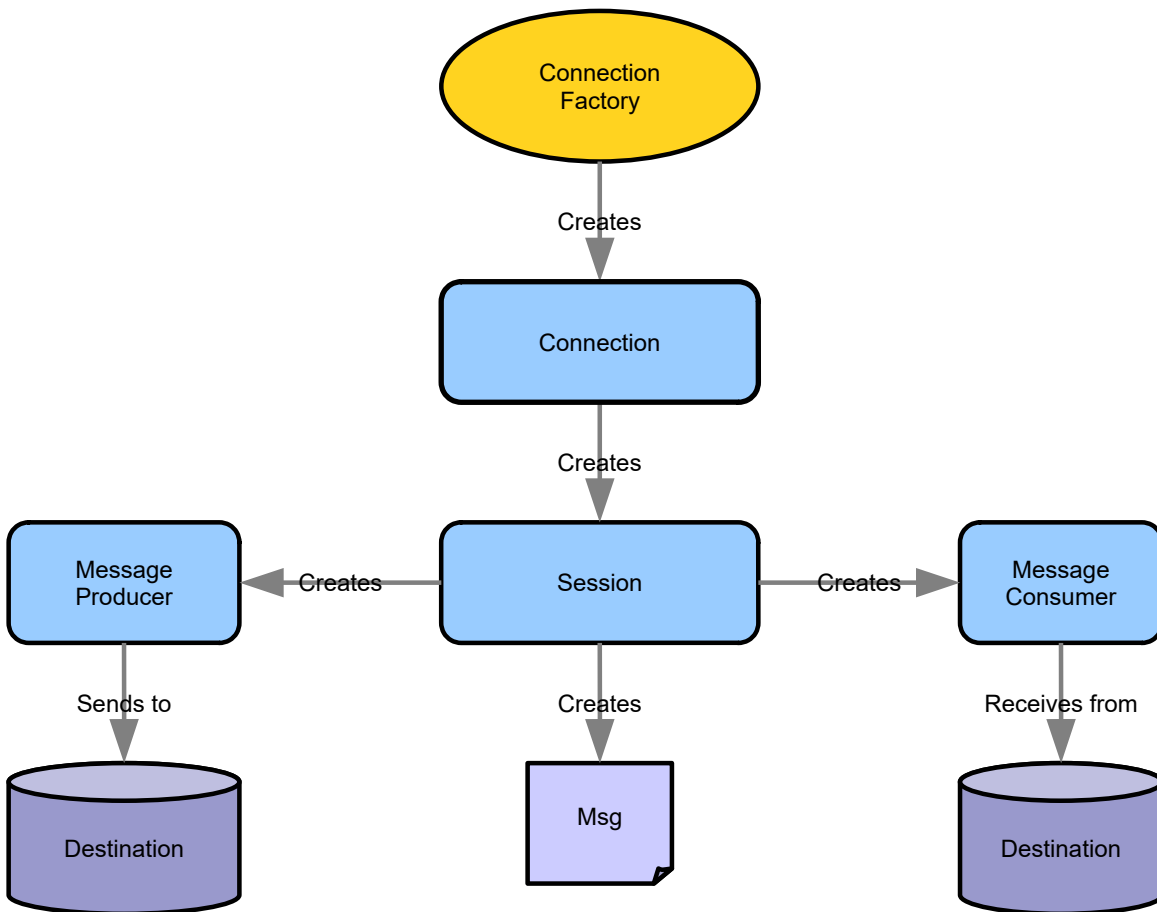 Connection
Factory
Creates
Connection
Creates
Message
Producer
Creates
Session
Creates
Message
Consumer
Sends to
Creates
Receives from
Destination
Msg
Destination